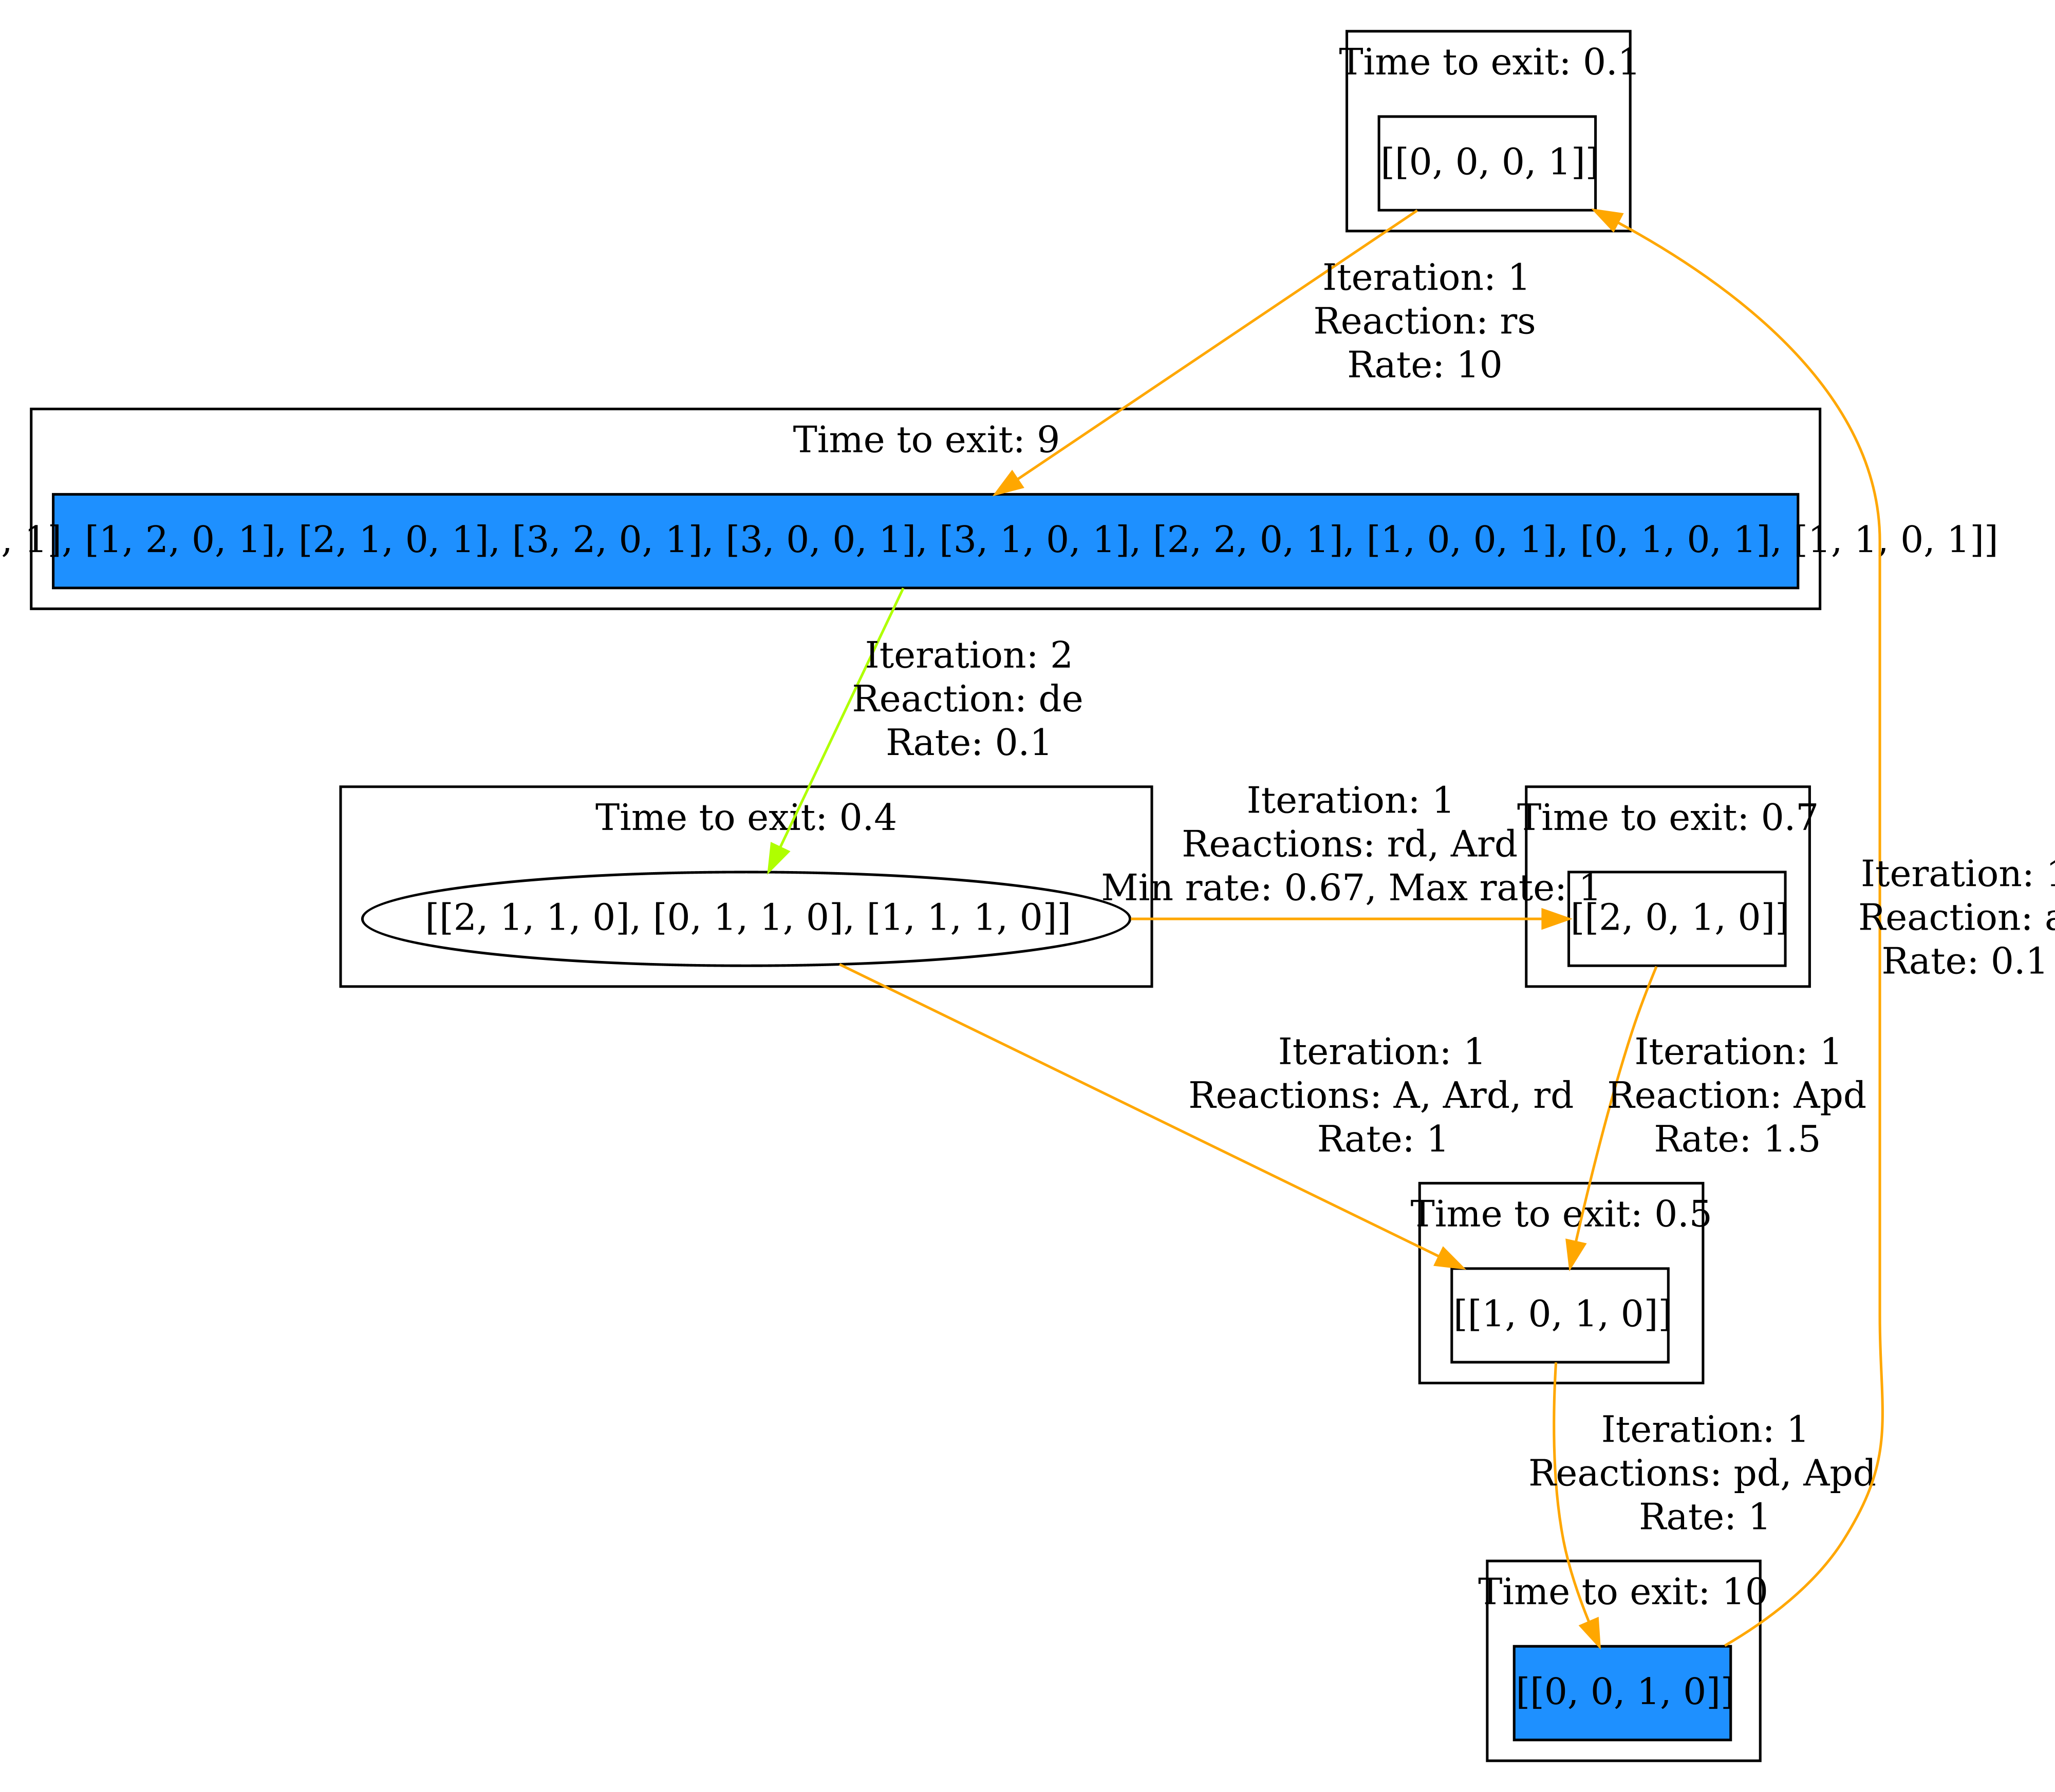 Time to exit: 0.1
[[0, 0, 0, 1]]
Iteration: 1
Reaction: rs
Rate: 10
Time to exit: 9
, 1], [1, 2, 0, 1], [2, 1, 0, 1], [3, 2, 0, 1], [3, 0, 0, 1], [3, 1, 0, 1], [2, 2, 0, 1], [1, 0, 0, 1], [0, 1, 0, 1], [1, 1, 0, 1]]
Iteration: 2
Reaction: de
Rate: 0.1
Time to exit: 0.4
[[2, 1, 1, 0], [0, 1, 1, 0], [1, 1, 1, 0]]
Iteration: 1
Reactions: rd, Ard
Min rate: 0.67, Max rate: 1
Time to exit: 0.7
[[2, 0, 1, 0]]
Iteration: 1
Reaction: a
Rate: 0.1
Iteration: 1
Reactions: A, Ard, rd
Rate: 1
Iteration: 1
Reaction: Apd
Rate: 1.5
Time to exit: 0.5
[[1, 0, 1, 0]]
Iteration: 1
Reactions: pd, Apd
Rate: 1
Time to exit: 10
[[0, 0, 1, 0]]